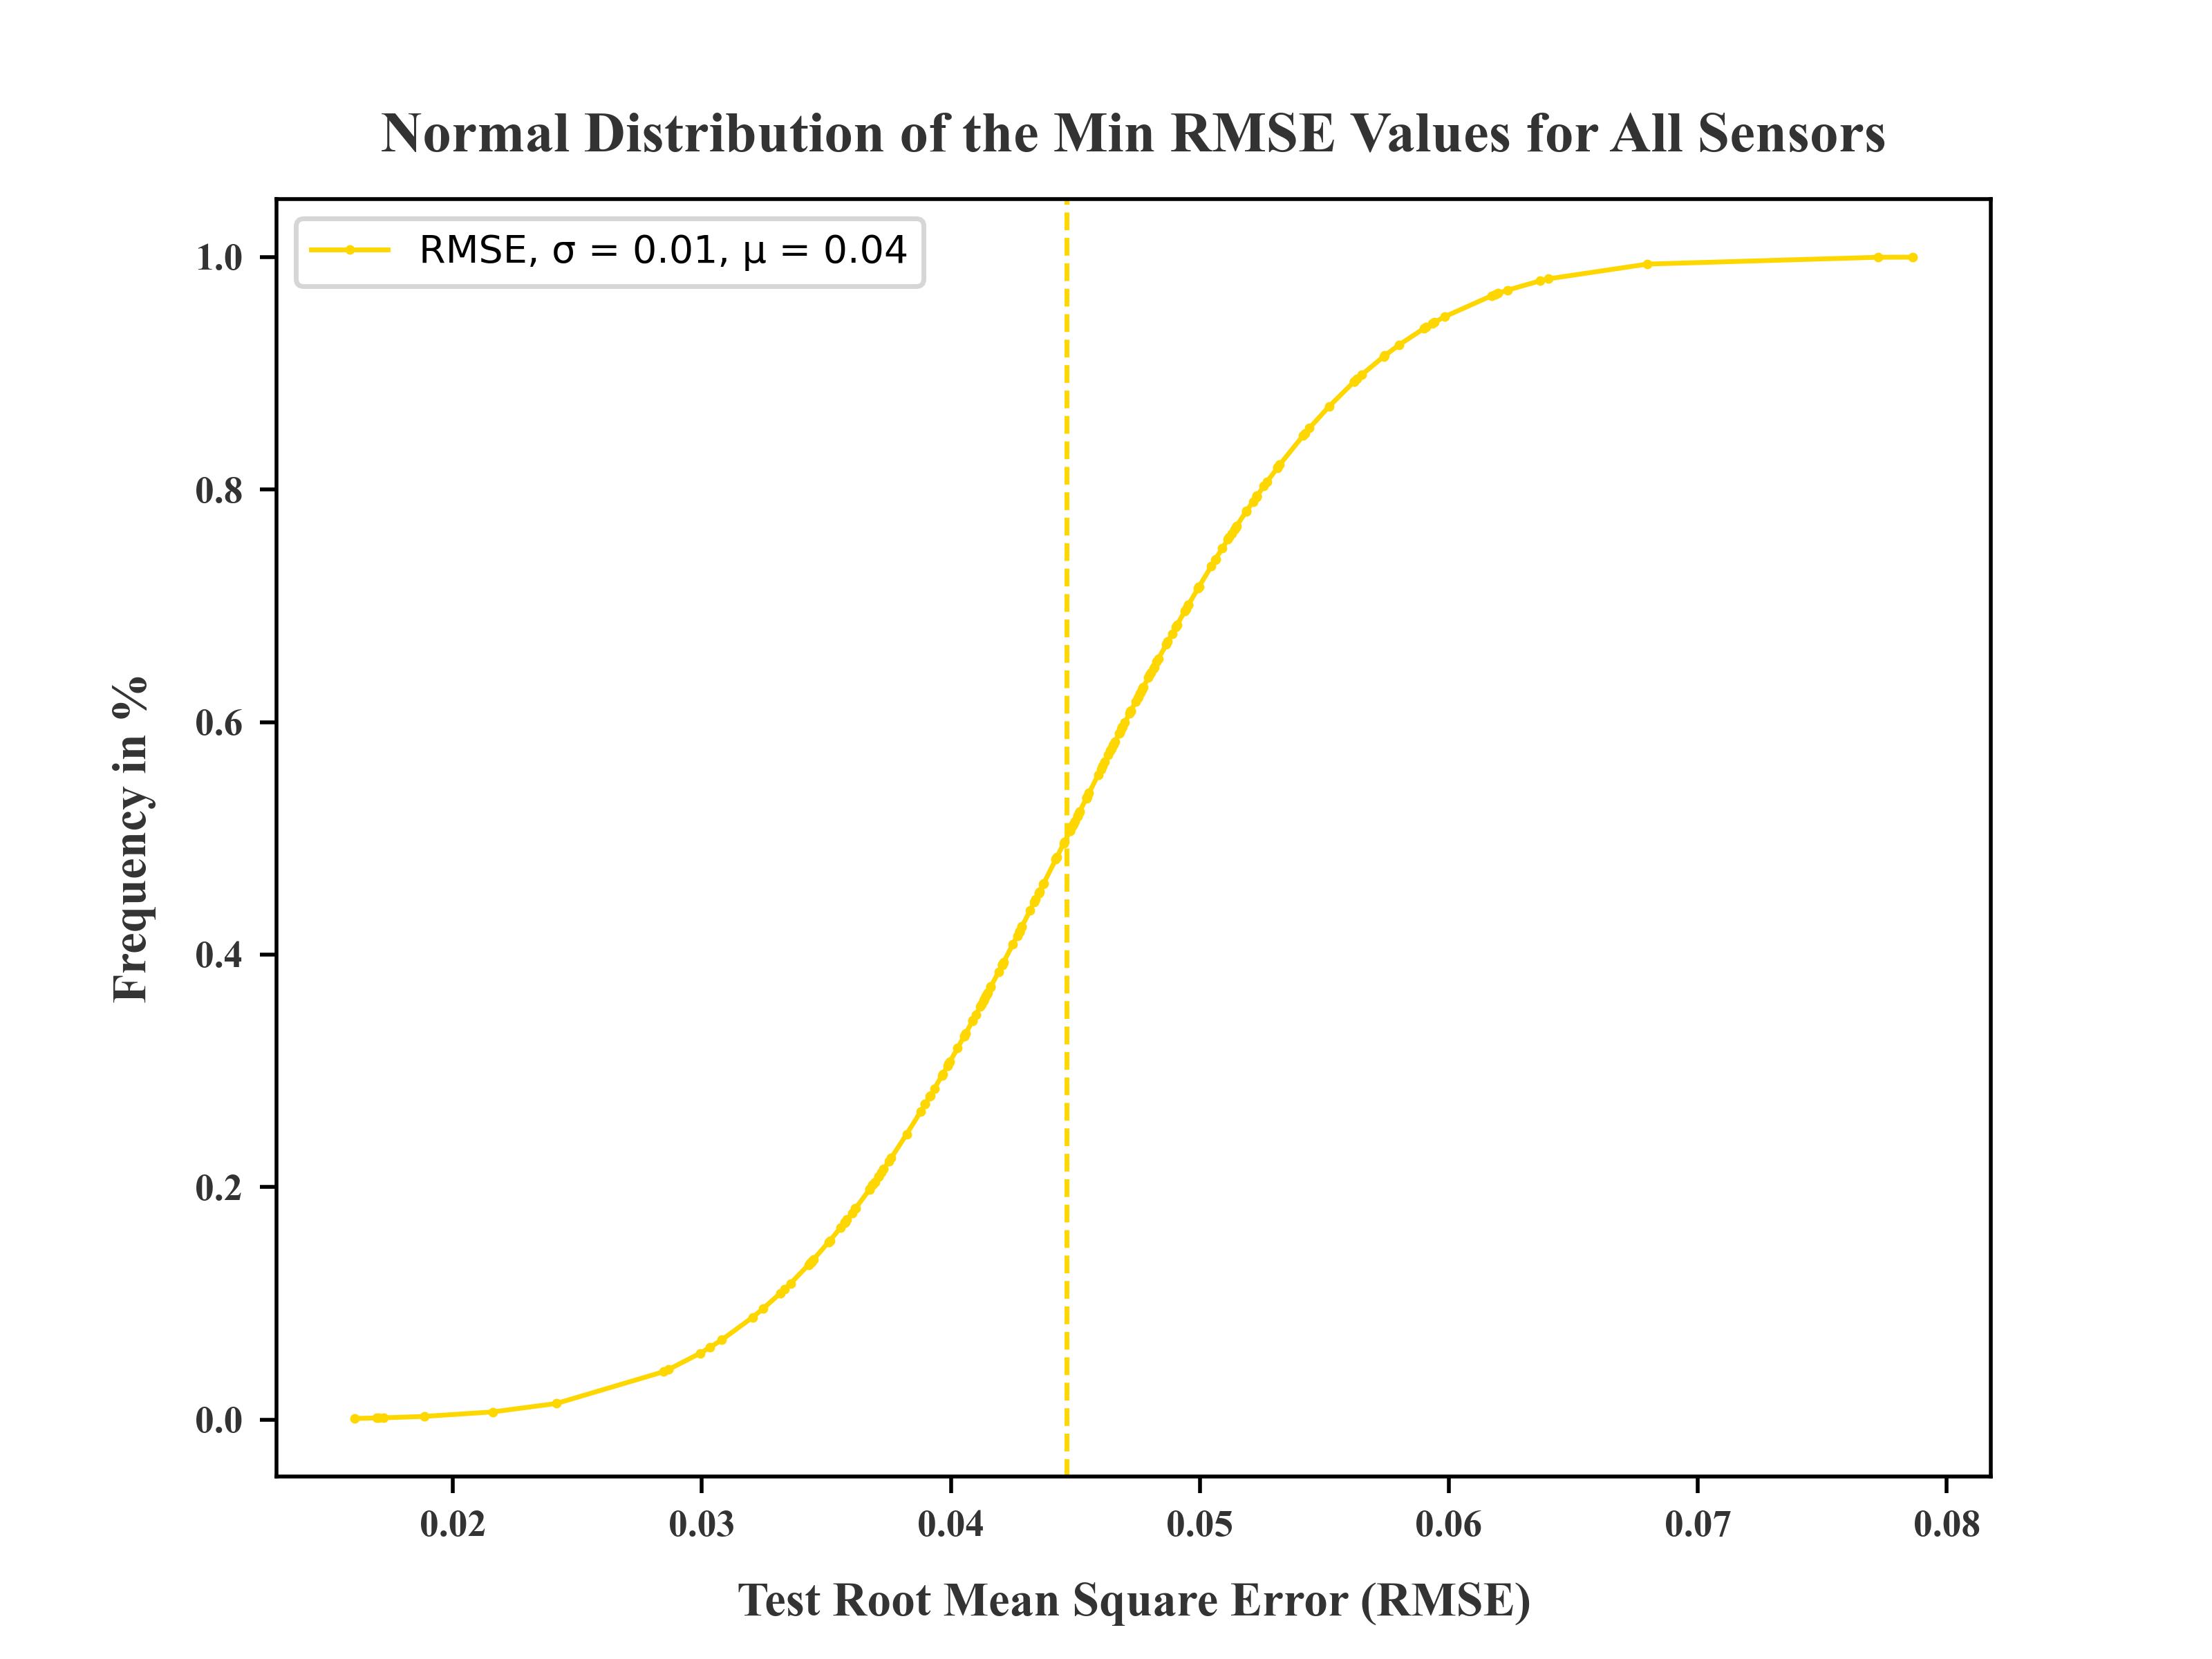 Normal Distribution of the Min RMSE Values for All Sensors
RMSE, σ = 0.01, μ = 0.04
1.0
0.8
0.6
0.4
0.2
0.0
Frequency in %
0.02 0.03 0.04 0.05 0.06 0.07 0.08
Test Root Mean Square Error (RMSE)